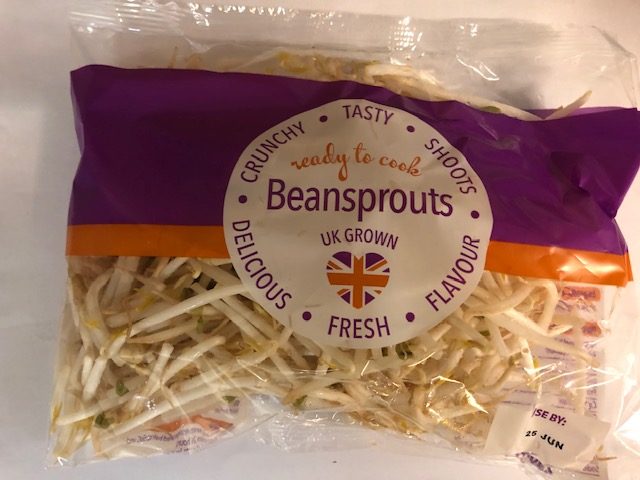 CRUNCHY • TASTY • SHOOTS •
ready to cook
Beansprouts
UK GROWN
DELICIOUS • FRESH • FLAVOUR
USE BY:
25 JUN